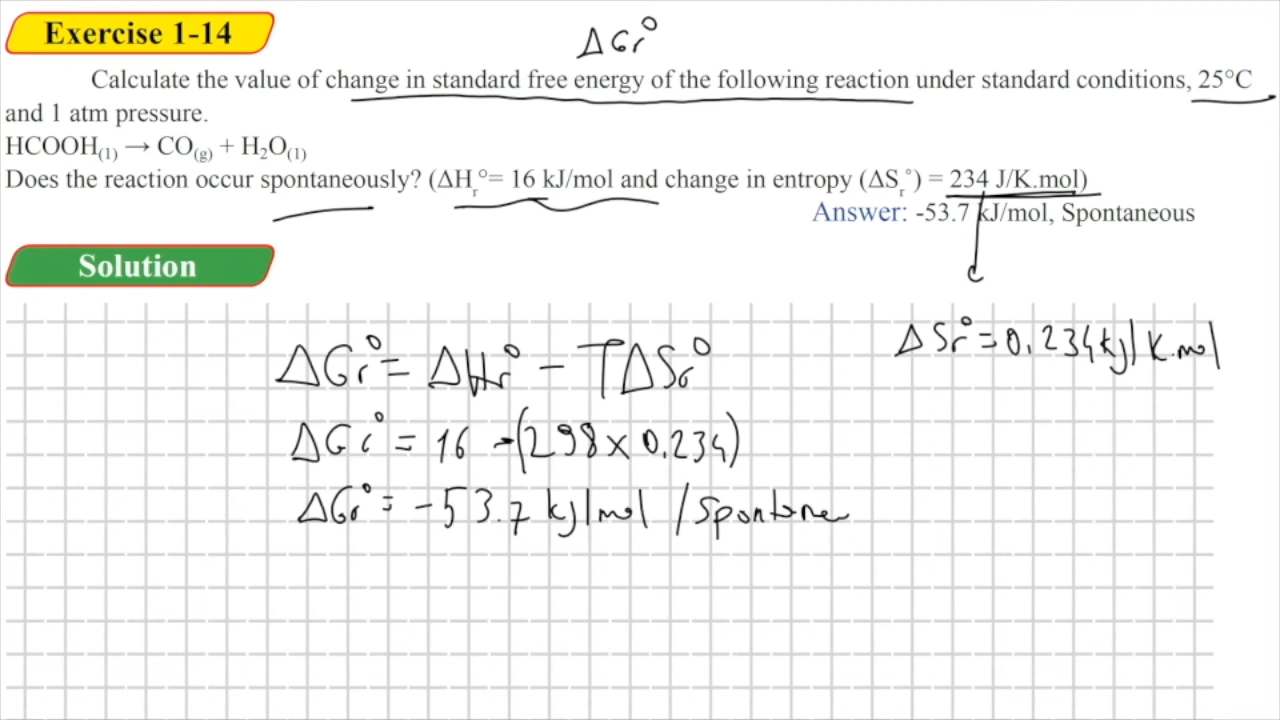 Exercise 1-14
ΔGr°
Calculate the value of change in standard free energy of the following reaction under standard conditions, 25°C
and 1 atm pressure.
HCOOH(l) → CO(g) + H₂O(l)
Does the reaction occur spontaneously? (ΔHr°= 16 kJ/mol and change in entropy (ΔSr°) = 234 J/K.mol)
Answer: -53.7 kJ/mol, Spontaneous
Solution
ΔSr° = 0.234 kJ/K.mol
ΔGr° = ΔHr° - TΔSr°
ΔGr° = 16 - (298 × 0.234)
ΔGr° = -53.7 kJ/mol / Spontane